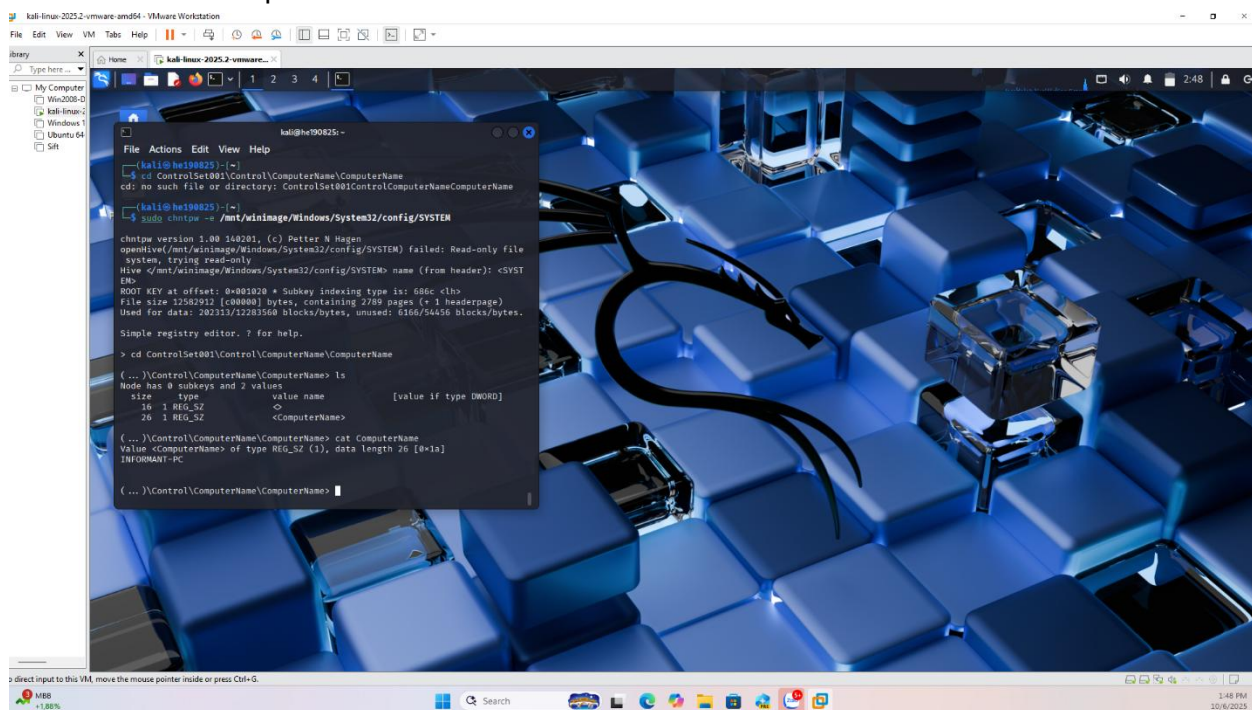 kali-linux-2025.2-vmware-amd64 - VMware Workstation
File Edit View VM Tabs Help
ibrary
Type here ...
Home
kali-linux-2025.2-vmware...
1 2 3 4
2:48
My Computer
Win2008-D
kali-linux-2
Windows 1
Ubuntu 64
Sift
kali@he190825: ~
File Actions Edit View Help
(kali@he190825)-[~]
$ cd ControlSet001\Control\ComputerName\ComputerName
cd: no such file or directory: ControlSet001ControlComputerNameComputerName
(kali@he190825)-[~]
$ sudo chntpw -e /mnt/winimage/Windows/System32/config/SYSTEM
chntpw version 1.00 140201, (c) Petter N Hagen
openHive(/mnt/winimage/Windows/System32/config/SYSTEM) failed: Read-only file
system, trying read-only
Hive </mnt/winimage/Windows/System32/config/SYSTEM> name (from header): <SYST
EM>
ROOT KEY at offset: 0×001020 * Subkey indexing type is: 686c <lh>
File size 12582912 [c00000] bytes, containing 2789 pages (+ 1 headerpage)
Used for data: 202313/12283560 blocks/bytes, unused: 6166/54456 blocks/bytes.
Simple registry editor. ? for help.
> cd ControlSet001\Control\ComputerName\ComputerName
( ... )\Control\ComputerName\ComputerName> ls
Node has 0 subkeys and 2 values
size type value name [value if type DWORD]
16 1 REG_SZ <>
26 1 REG_SZ <ComputerName>
( ... )\Control\ComputerName\ComputerName> cat ComputerName
Value <ComputerName> of type REG_SZ (1), data length 26 [0×1a]
INFORMANT-PC
( ... )\Control\ComputerName\ComputerName>
o direct input to this VM, move the mouse pointer inside or press Ctrl+G.
MBB
+1,88%
Search
1:48 PM
10/6/2025